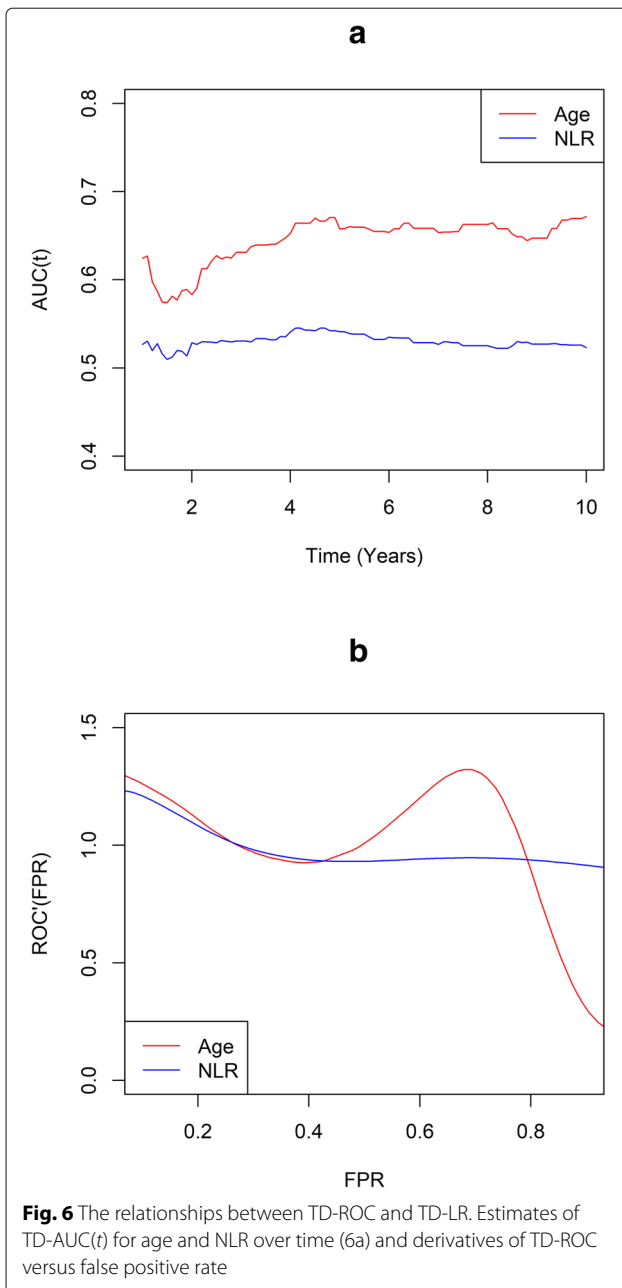 a
0.8
0.7
0.6
0.5
0.4
AUC(t)
Age
NLR
2 4 6 8 10
Time (Years)
b
1.5
1.0
0.5
0.0
ROC'(FPR)
Age
NLR
0.2 0.4 0.6 0.8
FPR
Fig. 6 The relationships between TD-ROC and TD-LR. Estimates of
TD-AUC(t) for age and NLR over time (6a) and derivatives of TD-ROC
versus false positive rate